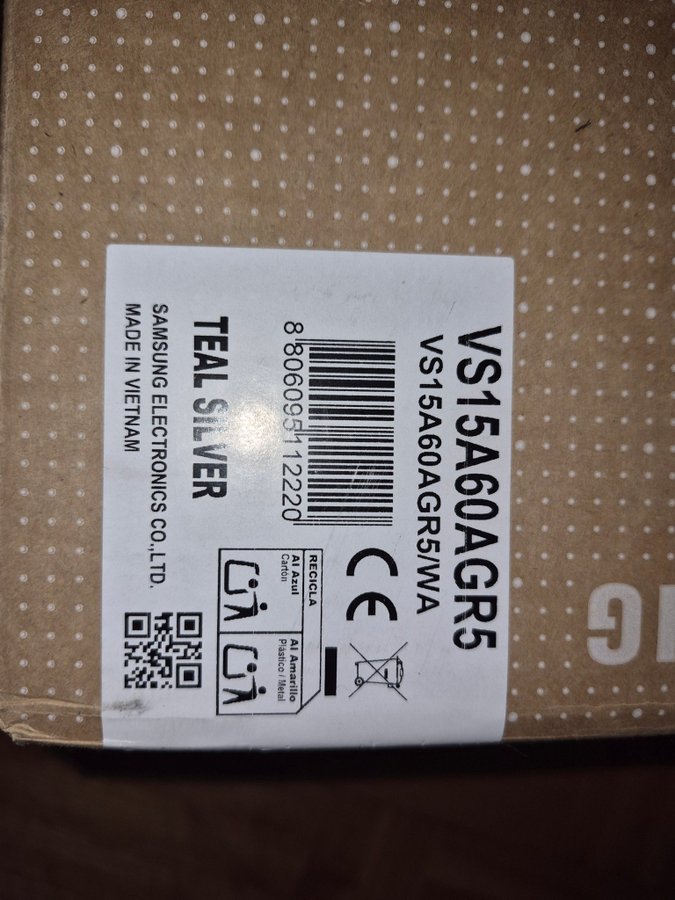 VS15A60AGR5
VS15A60AGR5/WA
8 806095 112220
TEAL SILVER
SAMSUNG ELECTRONICS CO.,LTD.
MADE IN VIETNAM
CE
RECICLA
Al Azul
Cartón
Al Amarillo
Plástico / Metal
NG